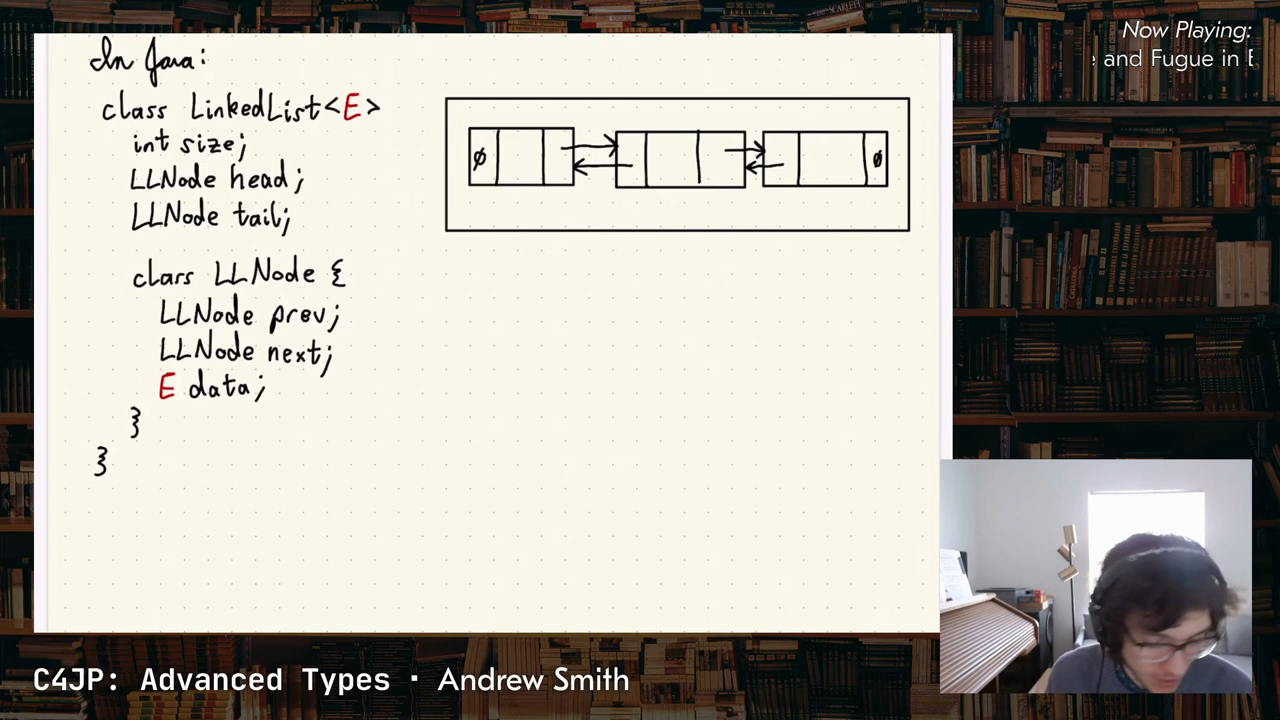 In Java:
class LinkedList<E>
int size;
LLNode head;
LLNode tail;
class LLNode {
LLNode prev;
LLNode next;
E data;
}
}
ø
ø
Now Playing:
and Fugue in
C4JP: Advanced Types · Andrew Smith